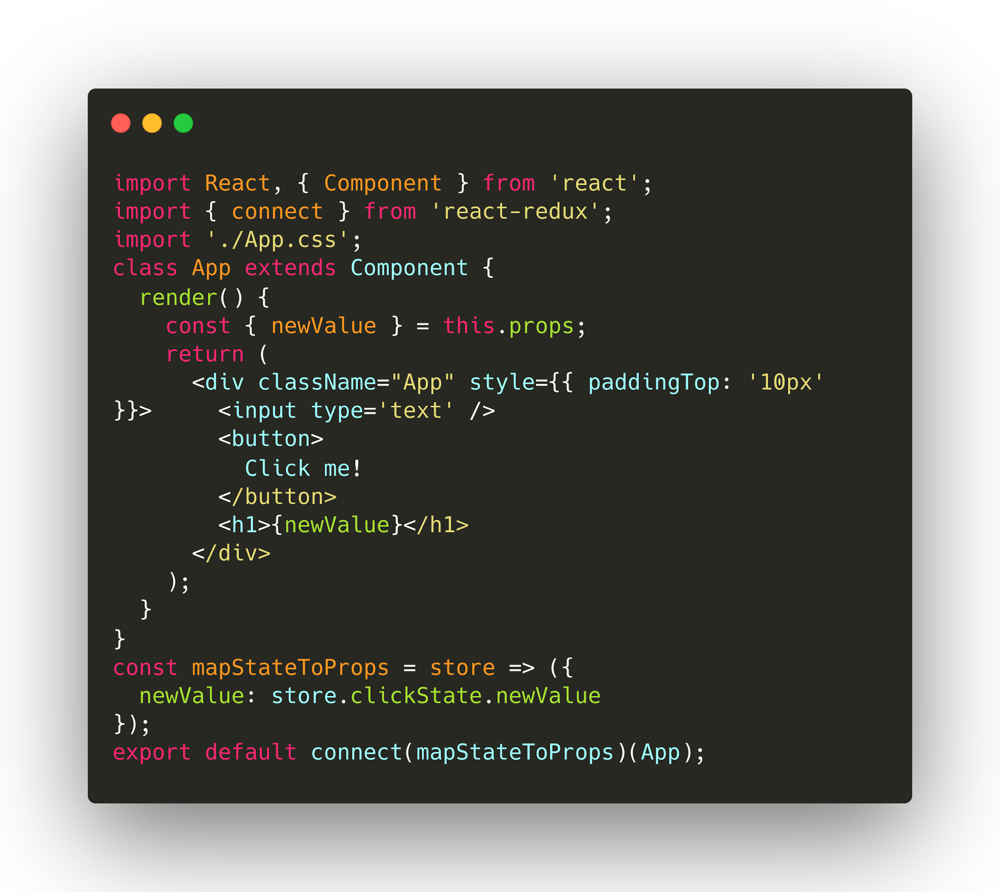 import React, { Component } from 'react';
import { connect } from 'react-redux';
import './App.css';
class App extends Component {
  render() {
    const { newValue } = this.props;
    return (
      <div className="App" style={{ paddingTop: '10px'
}}>     <input type='text' />
        <button>
          Click me!
        </button>
        <h1>{newValue}</h1>
      </div>
    );
  }
}
const mapStateToProps = store => ({
  newValue: store.clickState.newValue
});
export default connect(mapStateToProps)(App);